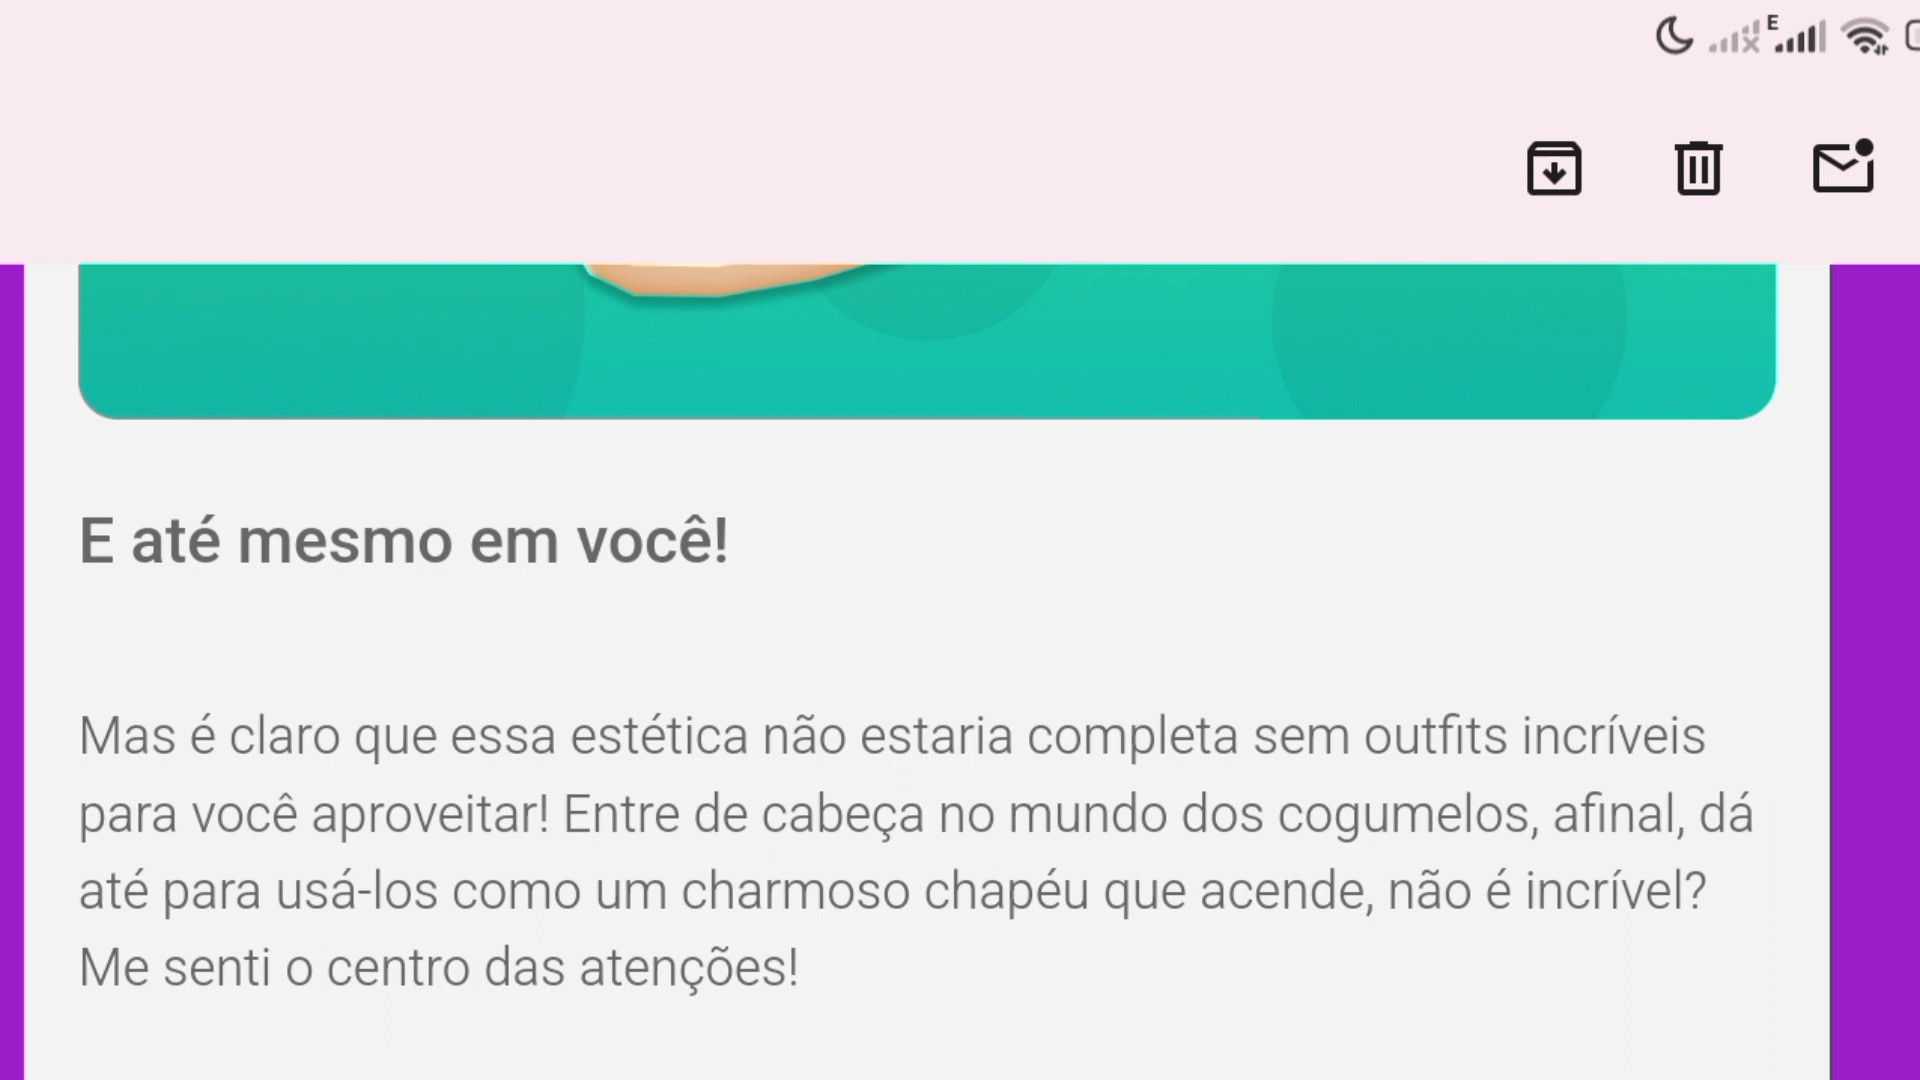 E
E até mesmo em você!
Mas é claro que essa estética não estaria completa sem outfits incríveis
para você aproveitar! Entre de cabeça no mundo dos cogumelos, afinal, dá
até para usá-los como um charmoso chapéu que acende, não é incrível?
Me senti o centro das atenções!